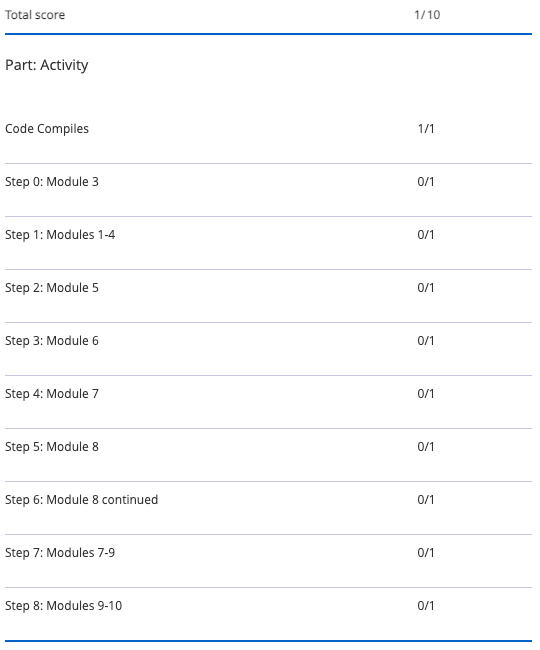 Total score 1/10
Part: Activity
Code Compiles 1/1
Step 0: Module 3 0/1
Step 1: Modules 1-4 0/1
Step 2: Module 5 0/1
Step 3: Module 6 0/1
Step 4: Module 7 0/1
Step 5: Module 8 0/1
Step 6: Module 8 continued 0/1
Step 7: Modules 7-9 0/1
Step 8: Modules 9-10 0/1